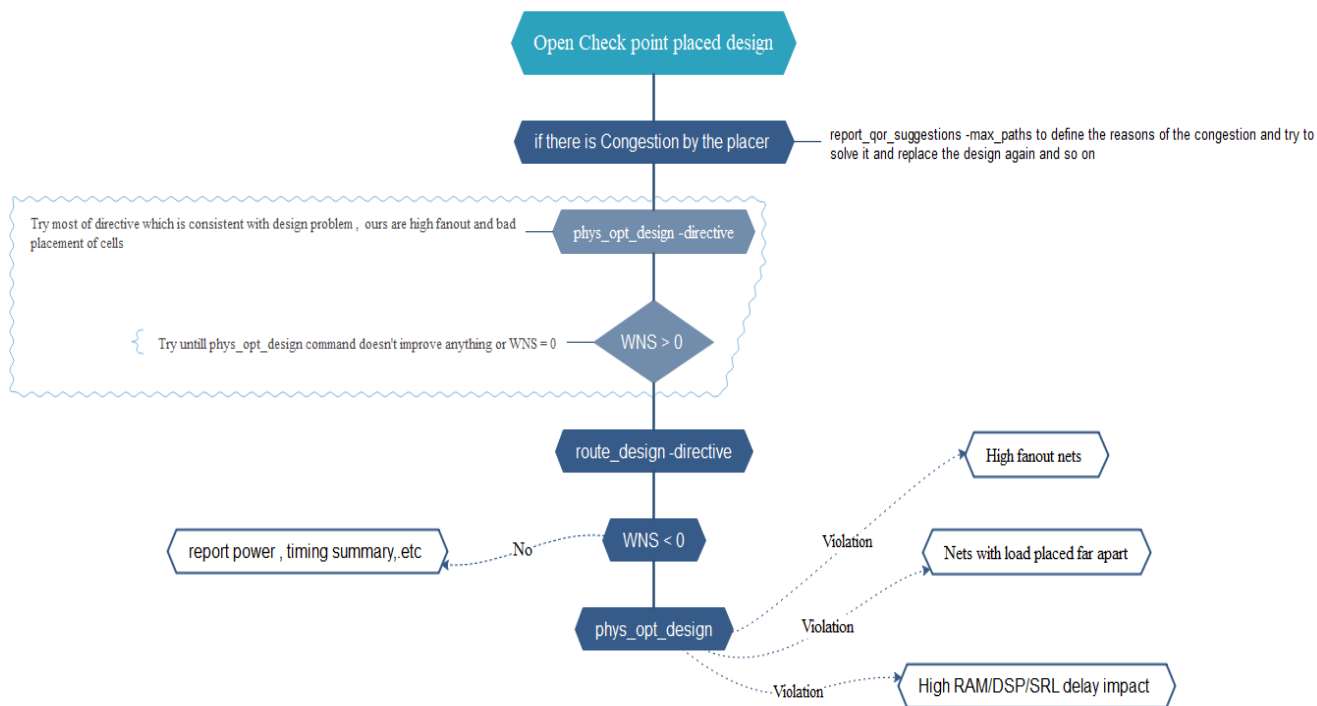 Open Check point placed design
if there is Congestion by the placer
report_qor_suggestions -max_paths to define the reasons of the congestion and try to
solve it and replace the design again and so on
Try most of directive which is consistent with design problem , ours are high fanout and bad
placement of cells
phys_opt_design -directive
Try untill phys_opt_design command doesn't improve anything or WNS = 0
WNS > 0
route_design -directive
High fanout nets
WNS < 0
No
report power , timing summary,.etc
Violation
Nets with load placed far apart
phys_opt_design
Violation
Violation
High RAM/DSP/SRL delay impact